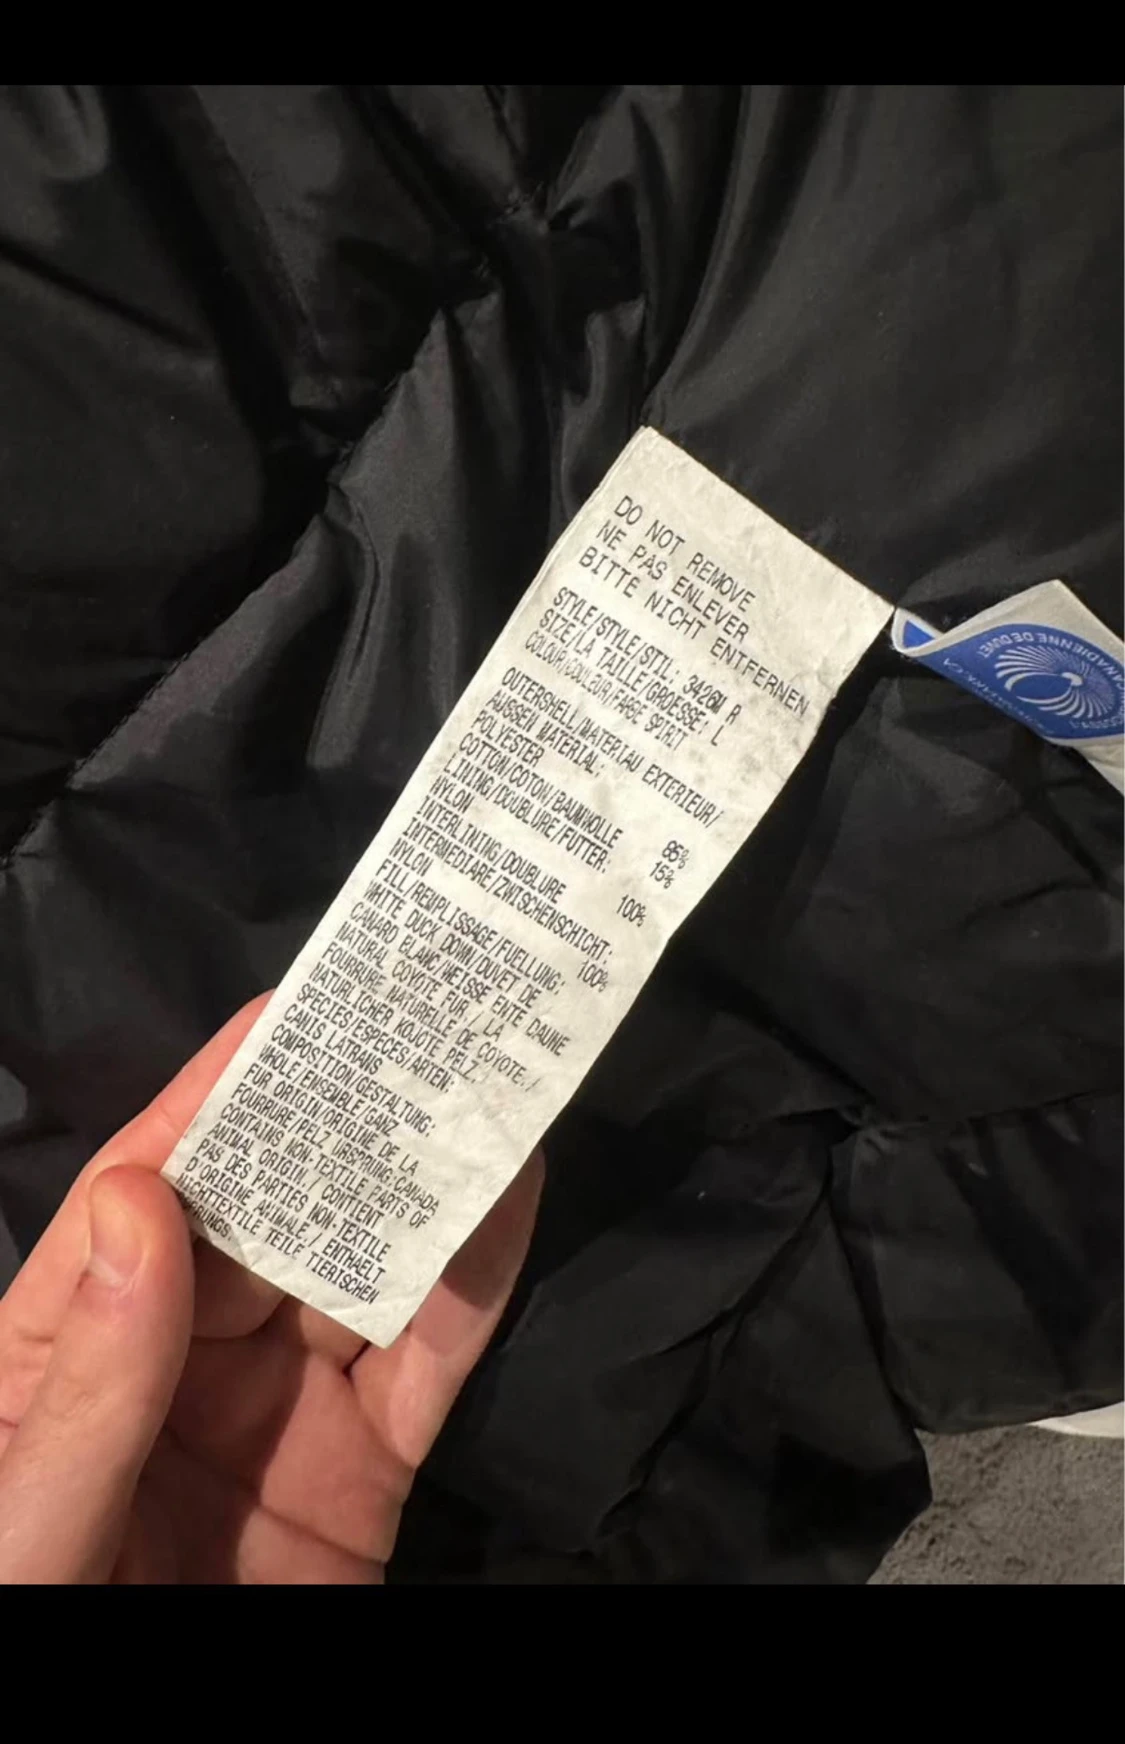 DO NOT REMOVE
NE PAS ENLEVER
BITTE NICHT ENTFERNEN
STYLE/STYLE/STIL: 3426M R
SIZE/LA TAILLE/GROESSE: L
COLOUR/COULEUR/FARBE SPIRIT
OUTERSHELL/MATERIAU EXTERIEUR/
AUSSEN MATERIAL:
POLYESTER 85%
COTTON/COTON/BAUMWOLLE 15%
LINING/DOUBLURE/FUTTER:
NYLON 100%
INTERLINING/DOUBLURE
INTERMEDIARE/ZWISCHENSCHICHT:
NYLON 100%
FILL/REMPLISSAGE/FUELLUNG:
WHITE DUCK DOWN/DUVET DE
CANARD BLANC/WEISSE ENTE DAUNE
NATURAL COYOTE FUR./LA
FOURRURE NATURELLE DE COYOTE./
NATURLICHER KOJOTE PELZ.
SPECIES/ESPECES/ARTEN:
CANIS LATRANS
COMPOSITION/GESTALTUNG:
WHOLE/ENSEMBLE/GANZ
FUR ORIGIN/ORIGINE DE LA
FOURRURE/PELZ URSPRUNG:CANADA
CONTAINS NON-TEXTILE PARTS OF
ANIMAL ORIGIN./ CONTIENT
PAS DES PARTIES NON-TEXTILE
D'ORIGINE ANIMALE./ ENTHAELT
NICHTTEXTILE TEILE TIERISCHEN
CANADIENNE DE DUVET